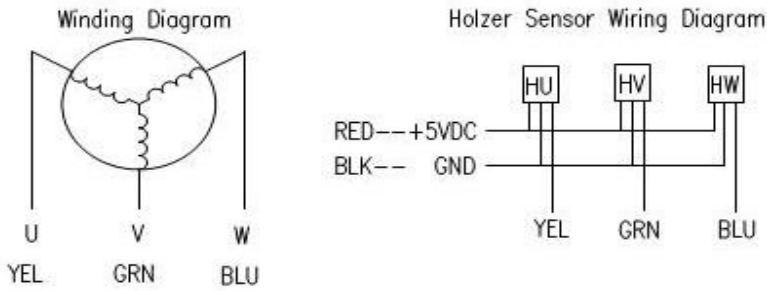 Winding Diagram
U V W
YEL GRN BLU
Holzer Sensor Wiring Diagram
HU HV HW
RED--+5VDC
BLK-- GND
YEL GRN BLU